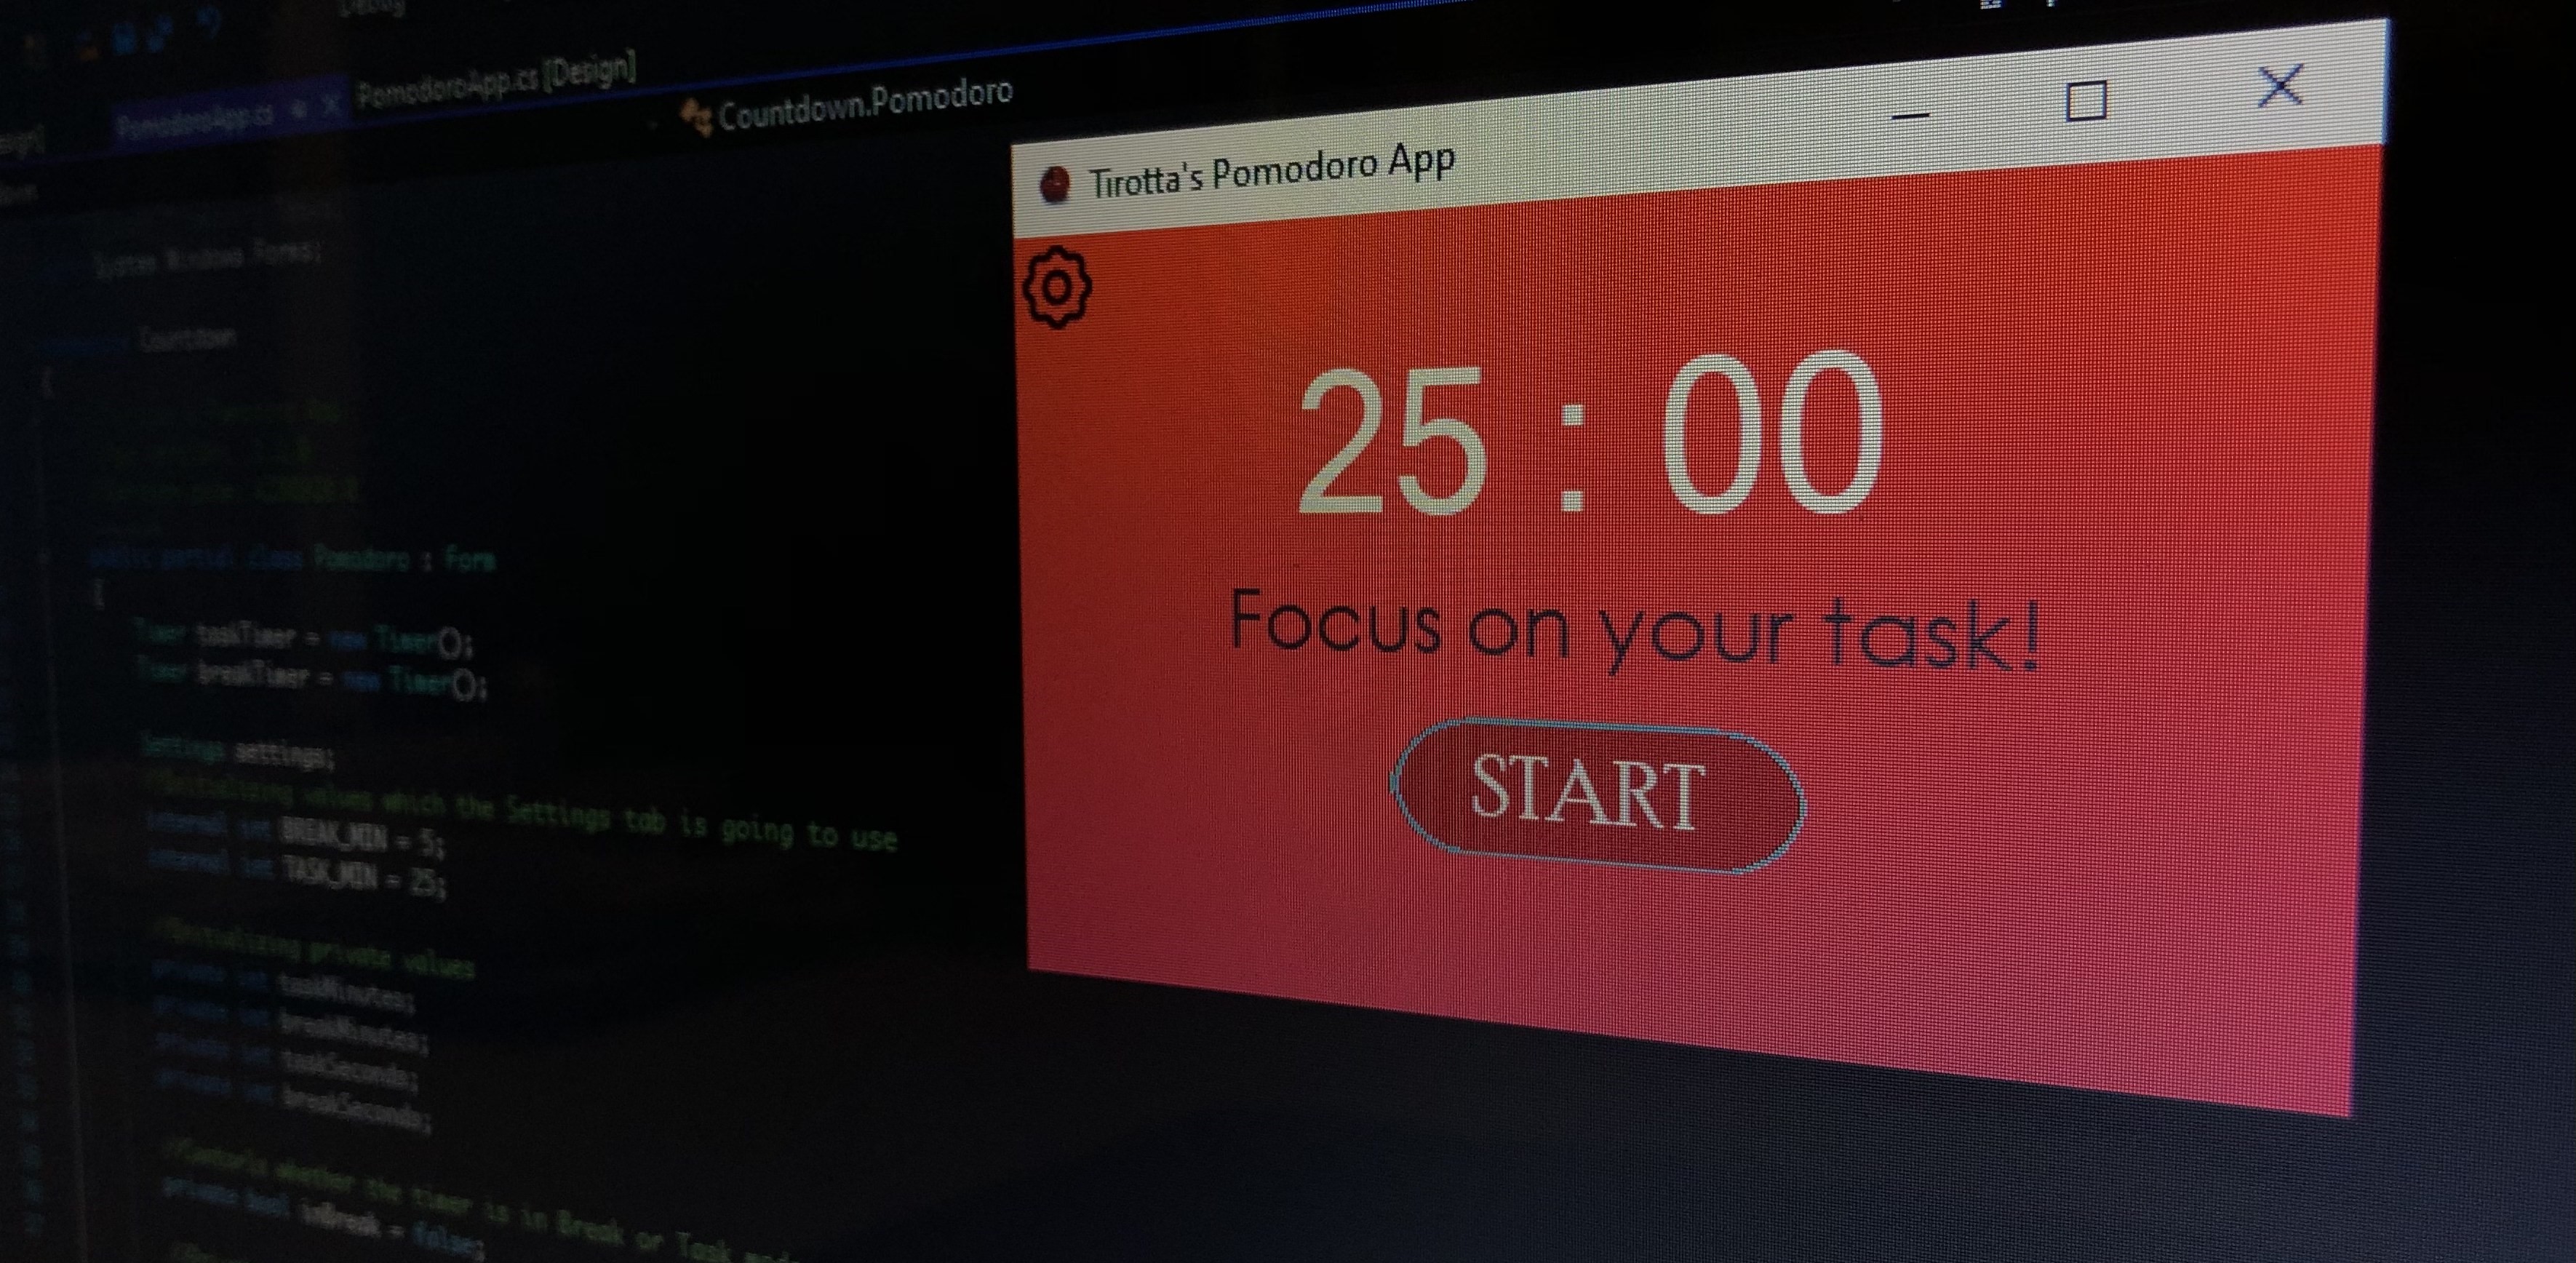 Debug
PomodoroApp.cs
PomodoroApp.cs [Design]
Countdown.Pomodoro
System.Windows.Forms;
Countdown
{
public partial class Pomodoro : Form
{
Timer taskTimer = new Timer();
Timer breakTimer = new Timer();
Settings settings;
//Initializing values which the Settings tab is going to use
internal int BREAK_MIN = 5;
internal int TASK_MIN = 25;
//Initializing private values
private int taskMinutes;
private int breakMinutes;
private int taskSeconds;
private int breakSeconds;
//Controls whether the timer is in Break or Task
private bool inBreak = false;
Tirotta's Pomodoro App
25 : 00
Focus on your task!
START